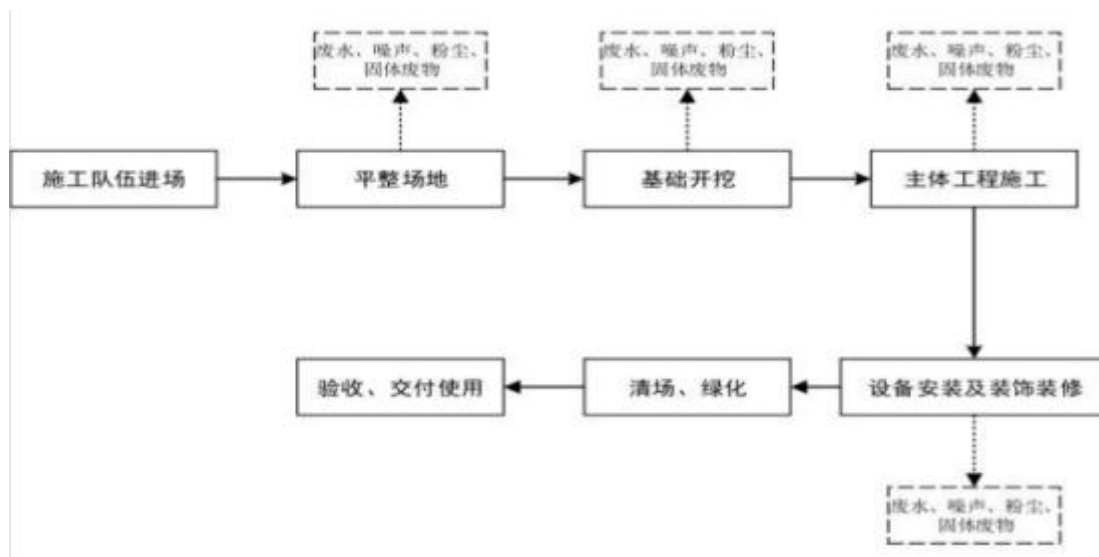 废水、噪声、粉尘、
固体废物
废水、噪声、粉尘、
固体废物
废水、噪声、粉尘、
固体废物
施工队伍进场
平整场地
基础开挖
主体工程施工
验收、交付使用
清场、绿化
设备安装及装饰装修
废水、噪声、粉尘、
固体废物